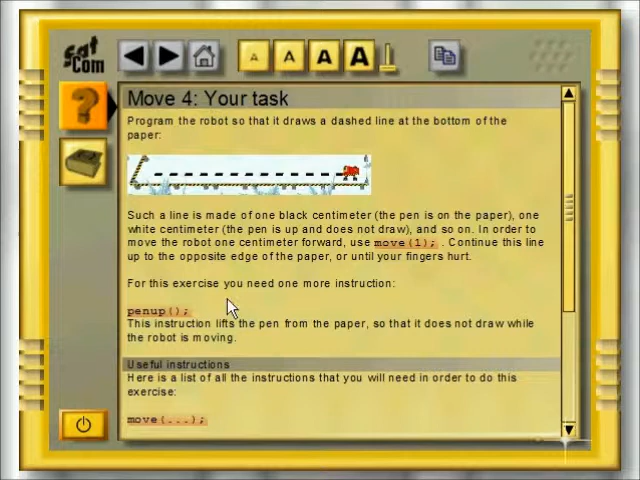 sat
Com
A A A A
Move 4: Your task
Program the robot so that it draws a dashed line at the bottom of the
paper:
Such a line is made of one black centimeter (the pen is on the paper), one
white centimeter (the pen is up and does not draw), and so on. In order to
move the robot one centimeter forward, use move(1); . Continue this line
up to the opposite edge of the paper, or until your fingers hurt.
For this exercise you need one more instruction:
penup();
This instruction lifts the pen from the paper, so that it does not draw while
the robot is moving.
Useful instructions
Here is a list of all the instructions that you will need in order to do this
exercise:
move(...);